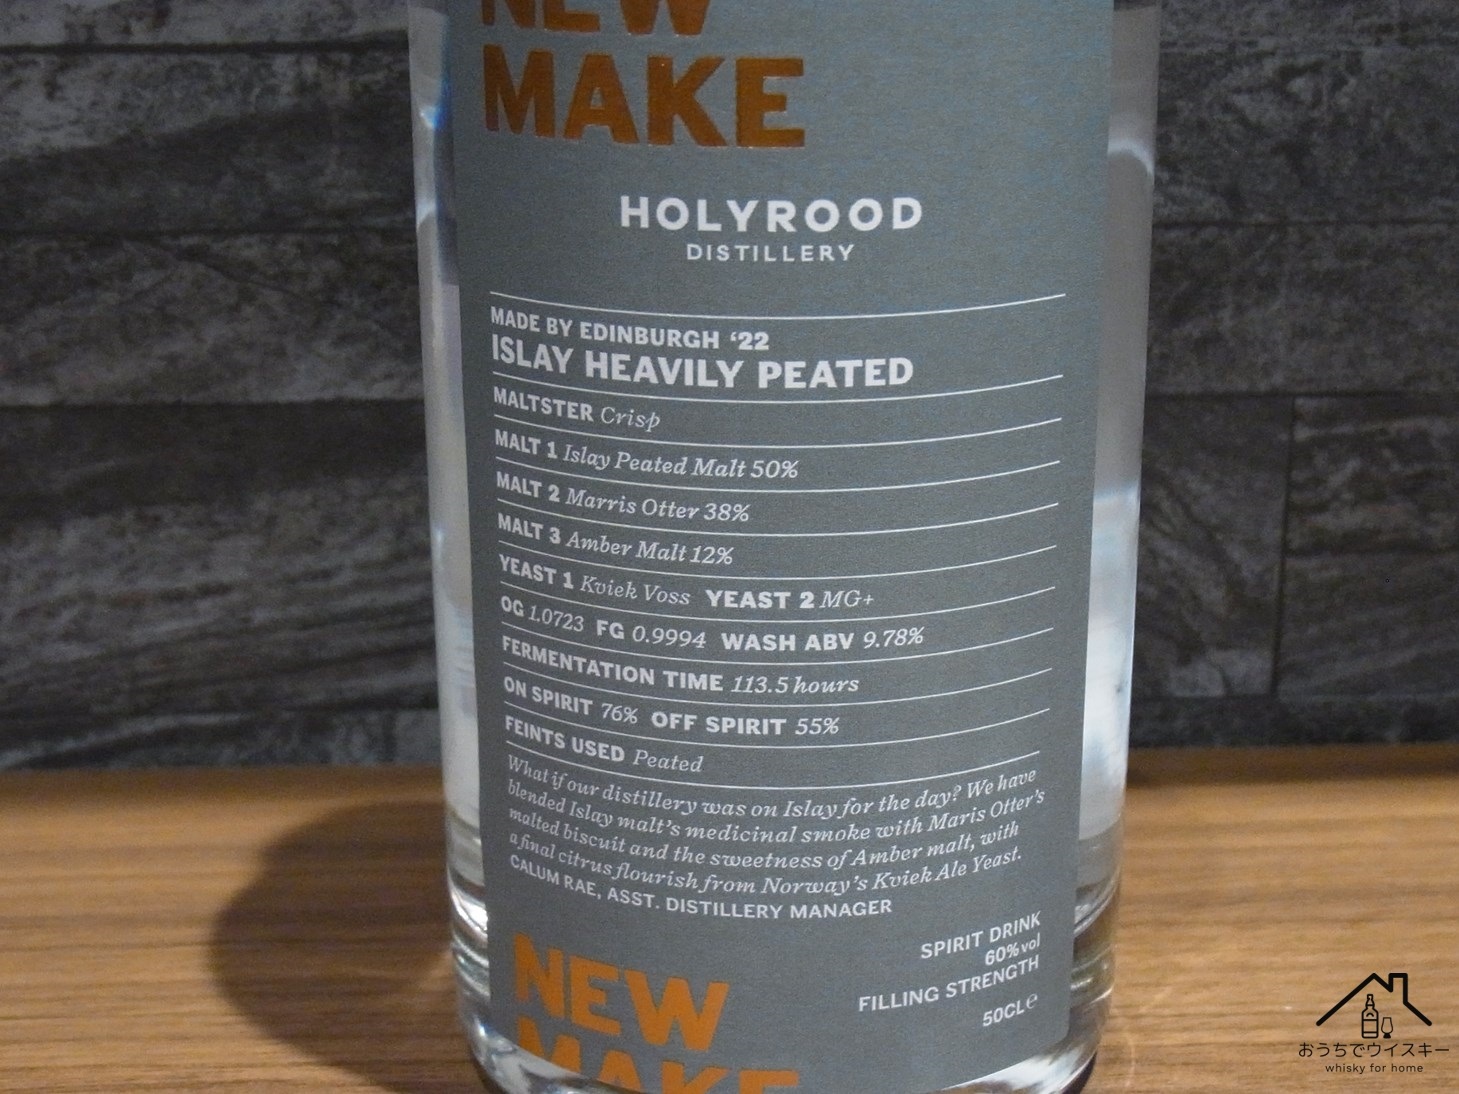 NEW
MAKE
HOLYROOD
DISTILLERY
MADE BY EDINBURGH ‘22
ISLAY HEAVILY PEATED
MALTSTER Crisp
MALT 1 Islay Peated Malt 50%
MALT 2 Marris Otter 38%
MALT 3 Amber Malt 12%
YEAST 1 Kviek Voss YEAST 2 MG+
OG 1.0723 FG 0.9994 WASH ABV 9.78%
FERMENTATION TIME 113.5 hours
ON SPIRIT 76% OFF SPIRIT 55%
FEINTS USED Peated
What if our distillery was on Islay for the day? We have
blended Islay malt’s medicinal smoke with Maris Otter’s
malted biscuit and the sweetness of Amber malt, with
a final citrus flourish from Norway’s Kviek Ale Yeast.
CALUM RAE, ASST. DISTILLERY MANAGER
SPIRIT DRINK
60% vol
FILLING STRENGTH
50CL e
NEW
MAKE
おうちでウイスキー
whisky for home